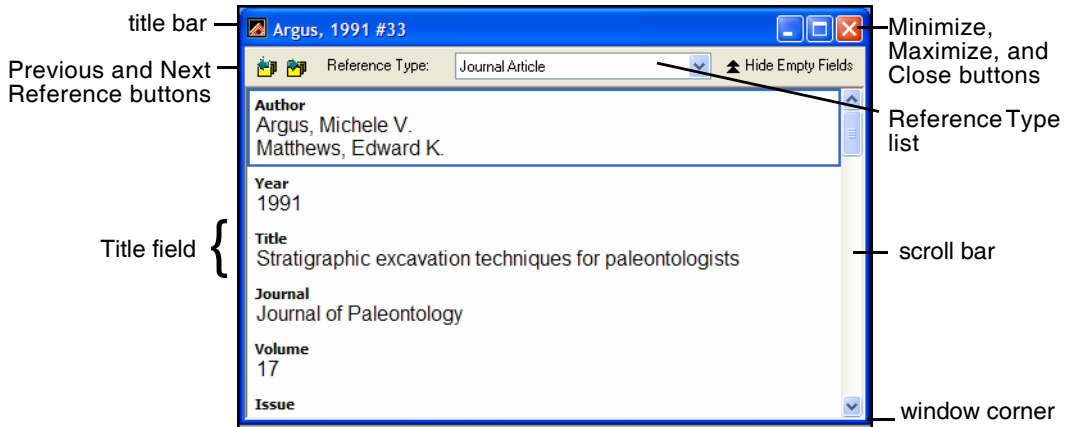 title bar
Argus, 1991 #33
Minimize,
Maximize, and
Close buttons
Previous and Next
Reference buttons
Reference Type:
Journal Article
Hide Empty Fields
Reference Type
list
Author
Argus, Michele V.
Matthews, Edward K.
Year
1991
Title field
Title
Stratigraphic excavation techniques for paleontologists
scroll bar
Journal
Journal of Paleontology
Volume
17
Issue
window corner